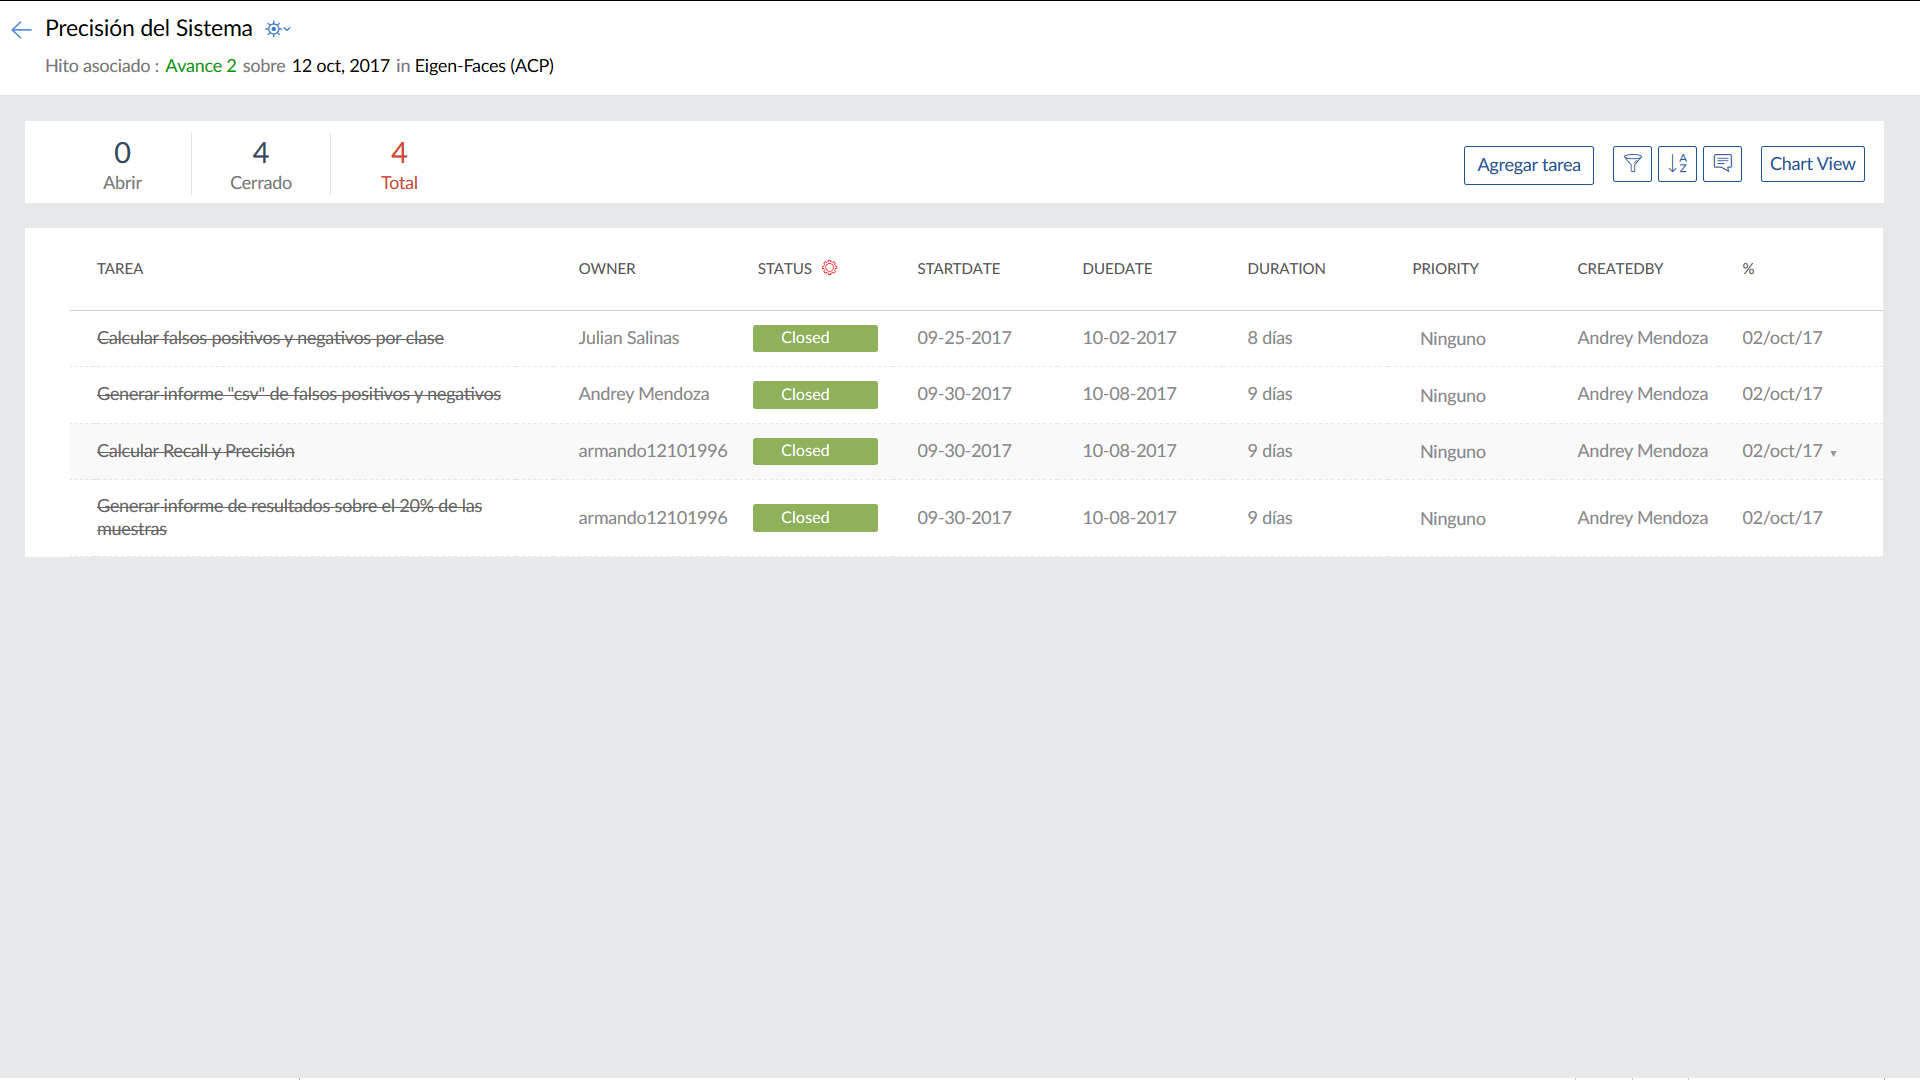 Precisión del Sistema
Hito asociado : Avance 2 sobre 12 oct, 2017 in Eigen-Faces (ACP)
0 4 4
Abrir Cerrado Total
Agregar tarea A Z Chart View
TAREA OWNER STATUS STARTDATE DUEDATE DURATION PRIORITY CREATEDBY %
Calcular falsos positivos y negativos por clase Julian Salinas Closed 09-25-2017 10-02-2017 8 días Ninguno Andrey Mendoza 02/oct/17
Generar informe "csv" de falsos positivos y negativos Andrey Mendoza Closed 09-30-2017 10-08-2017 9 días Ninguno Andrey Mendoza 02/oct/17
Calcular Recall y Precisión armando12101996 Closed 09-30-2017 10-08-2017 9 días Ninguno Andrey Mendoza 02/oct/17
Generar informe de resultados sobre el 20% de las
muestras armando12101996 Closed 09-30-2017 10-08-2017 9 días Ninguno Andrey Mendoza 02/oct/17